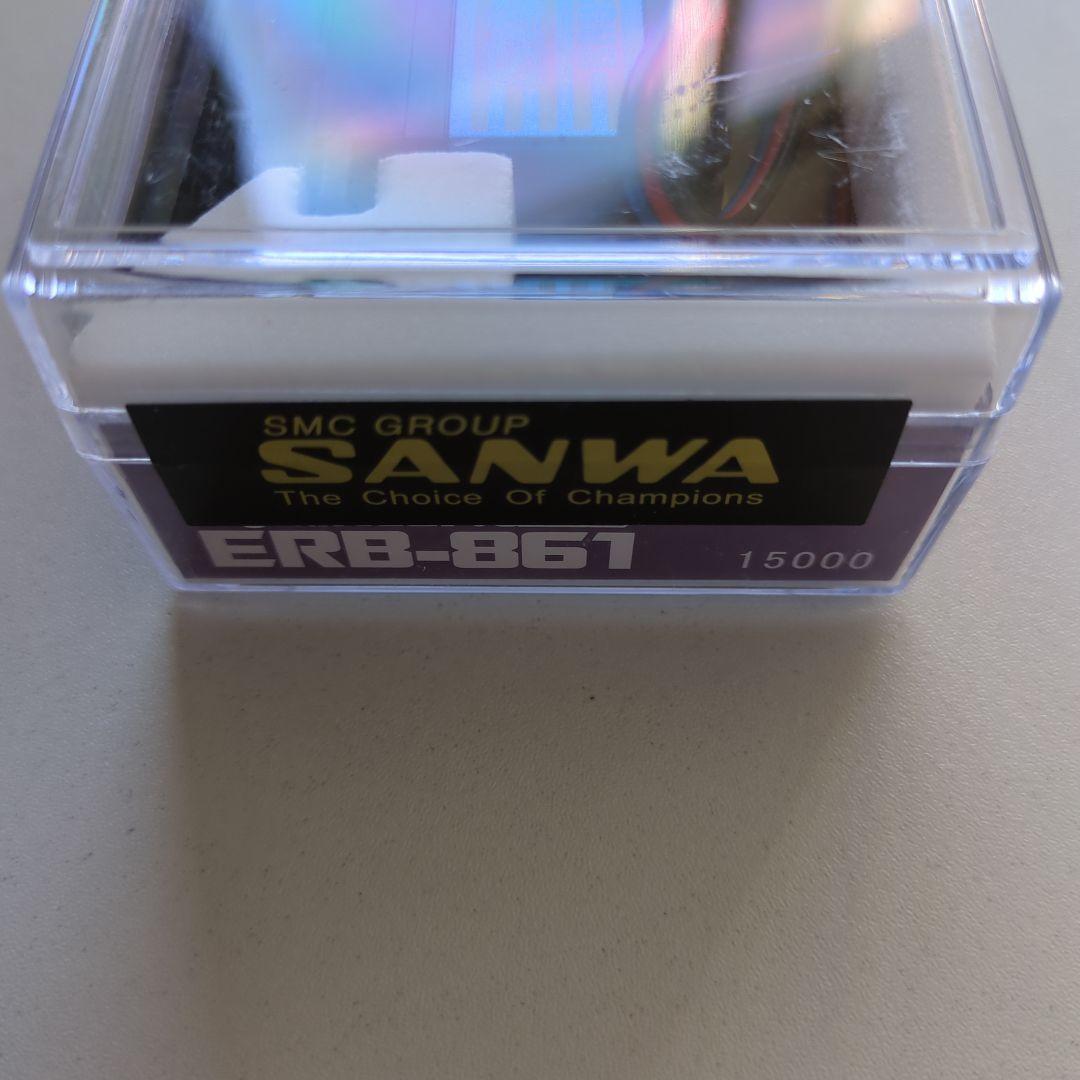 SMC GROUP
SANWA
The Choice Of Champions
ERB-861
15000